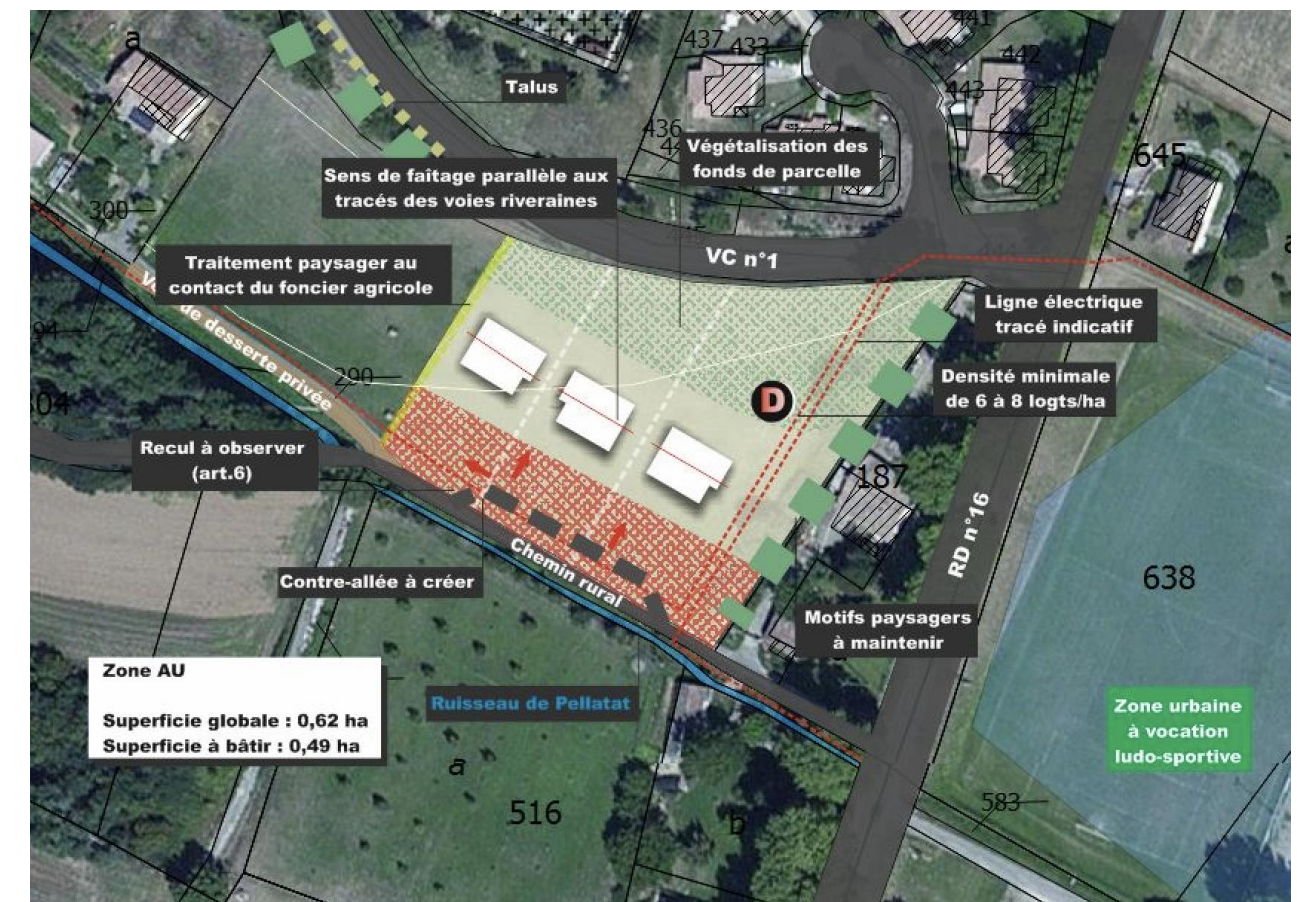 a
437
433
441
442
443
Talus
436
645
Végétalisation des
fonds de parcelle
Sens de faîtage parallèle aux
tracés des voies riveraines
300
VC n°1
Traitement paysager au
contact du foncier agricole
de desserte privée
Ligne électrique
tracé indicatif
290
Densité minimale
de 6 à 8 logts/ha
D
Recul à observer
(art.6)
187
RD n°16
Chemin rural
638
Contre-allée à créer
Motifs paysagers
à maintenir
Zone AU
Superficie globale : 0,62 ha
Superficie à bâtir : 0,49 ha
Ruisseau de Pellatat
Zone urbaine
à vocation
ludo-sportive
a
516
b
583